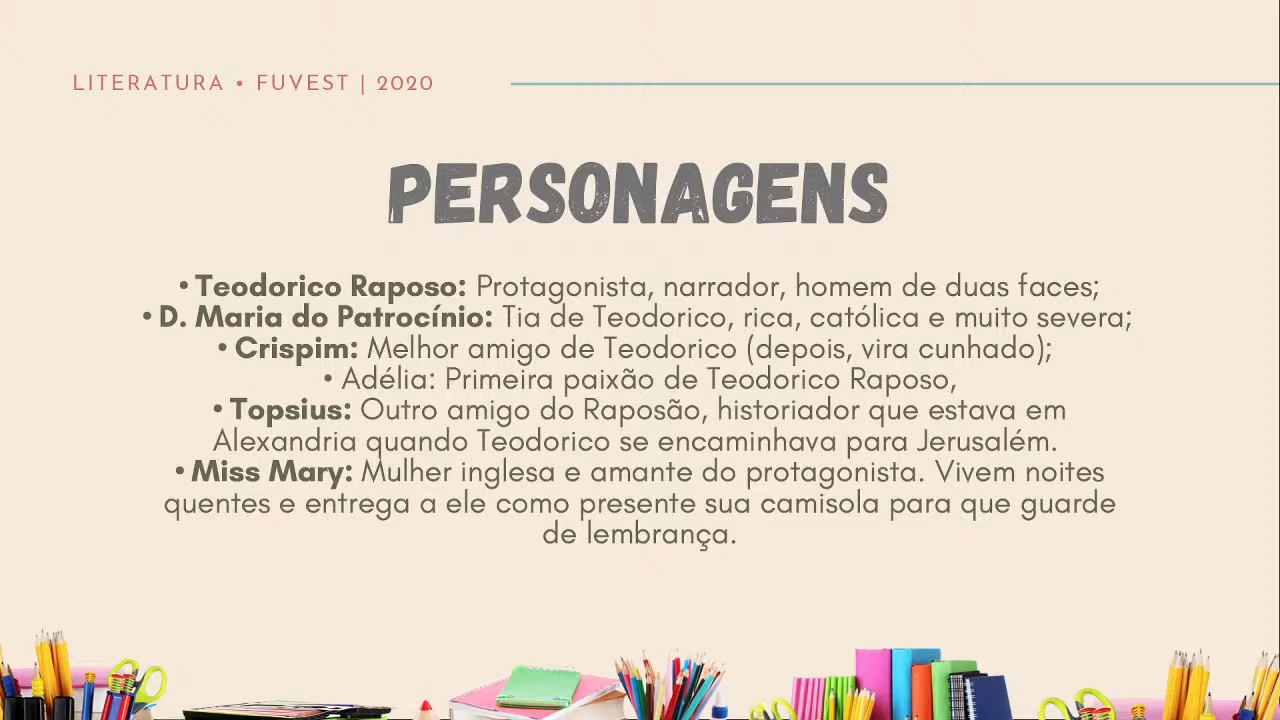 LITERATURA • FUVEST | 2020
PERSONAGENS
• Teodorico Raposo: Protagonista, narrador, homem de duas faces;
• D. Maria do Patrocínio: Tia de Teodorico, rica, católica e muito severa;
• Crispim: Melhor amigo de Teodorico (depois, vira cunhado);
• Adélia: Primeira paixão de Teodorico Raposo,
• Topsius: Outro amigo do Raposão, historiador que estava em
Alexandria quando Teodorico se encaminhava para Jerusalém.
• Miss Mary: Mulher inglesa e amante do protagonista. Vivem noites
quentes e entrega a ele como presente sua camisola para que guarde
de lembrança.